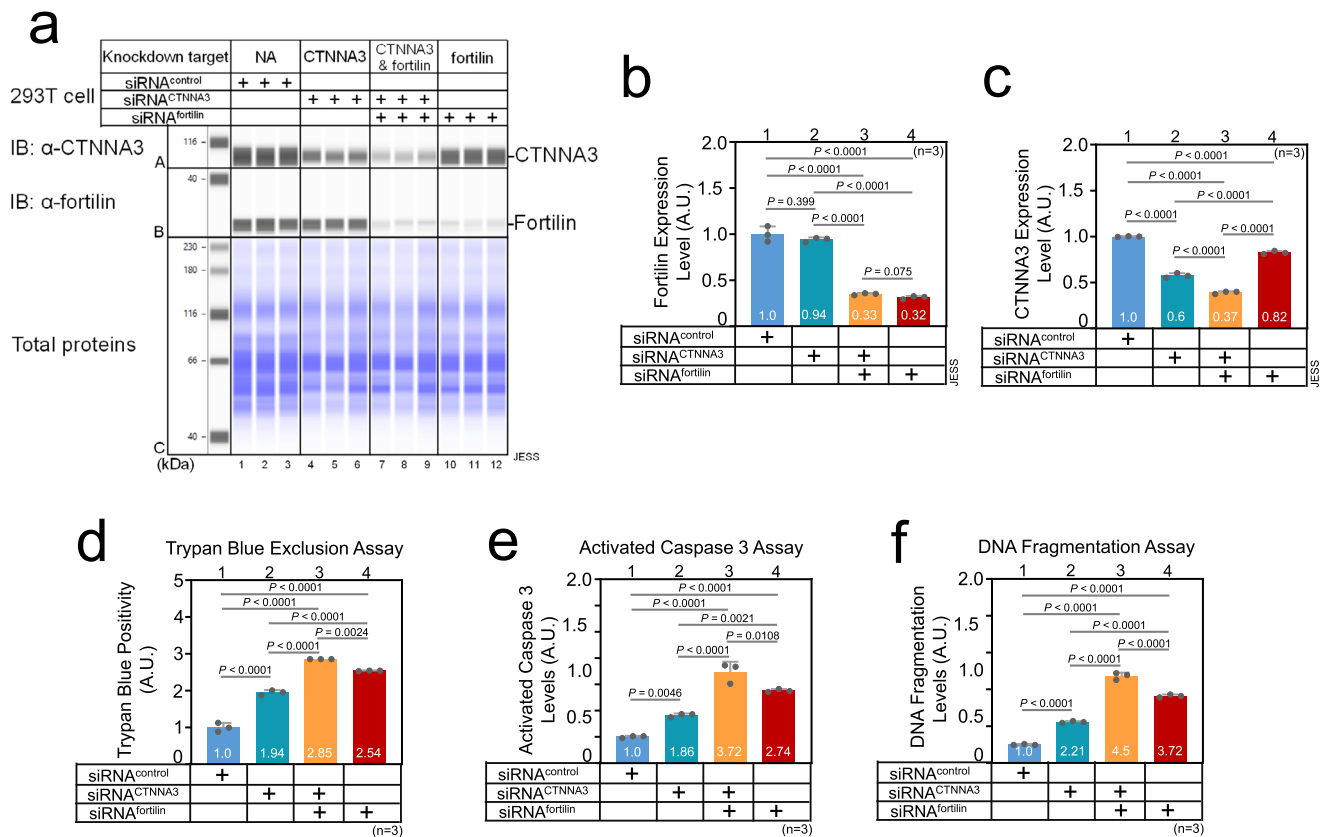 a
Knockdown target NA CTNNA3 CTNNA3 & fortilin fortilin
293T cell
siRNAcontrol + + +
siRNACTNNA3 + + + + + +
siRNAfortilin + + + + + +
IB: α-CTNNA3 A 116 CTNNA3
IB: α-fortilin B 40 Fortilin
Total proteins C
230
180
116
66
40
(kDa) 1 2 3 4 5 6 7 8 9 10 11 12
JESS
b
Fortilin Expression Level (A.U.)
1 2 3 4
(n=3)
2.0
1.5
1.0
0.5
0
P < 0.0001
P < 0.0001
P < 0.0001
P = 0.399
P < 0.0001
P = 0.075
1.0 0.94 0.33 0.32
siRNAcontrol +
siRNACTNNA3 + +
siRNAfortilin + +
JESS
c
CTNNA3 Expression Level (A.U.)
1 2 3 4
(n=3)
2.0
1.5
1.0
0.5
0
P < 0.0001
P < 0.0001
P < 0.0001
P < 0.0001
P < 0.0001
P < 0.0001
1.0 0.6 0.37 0.82
siRNAcontrol +
siRNACTNNA3 + +
siRNAfortilin + +
JESS
d
Trypan Blue Exclusion Assay
Trypan Blue Positivity (A.U.)
1 2 3 4
5
4
3
2
1
0
P < 0.0001
P < 0.0001
P < 0.0001
P = 0.0024
P < 0.0001
P < 0.0001
1.0 1.94 2.85 2.54
siRNAcontrol +
siRNACTNNA3 + +
siRNAfortilin + +
(n=3)
e
Activated Caspase 3 Assay
Activated Caspase 3 Levels (A.U.)
1 2 3 4
2.0
1.0
1.0
0.5
0
P < 0.0001
P < 0.0001
P = 0.0021
P = 0.0108
P < 0.0001
P = 0.0046
1.0 1.86 3.72 2.74
siRNAcontrol +
siRNACTNNA3 + +
siRNAfortilin + +
(n=3)
f
DNA Fragmentation Assay
DNA Fragmentation Levels (A.U.)
1 2 3 4
2.0
1.0
1.0
0.5
0
P < 0.0001
P < 0.0001
P < 0.0001
P < 0.0001
P < 0.0001
P < 0.0001
1.0 2.21 4.5 3.72
siRNAcontrol +
siRNACTNNA3 + +
siRNAfortilin + +
(n=3)